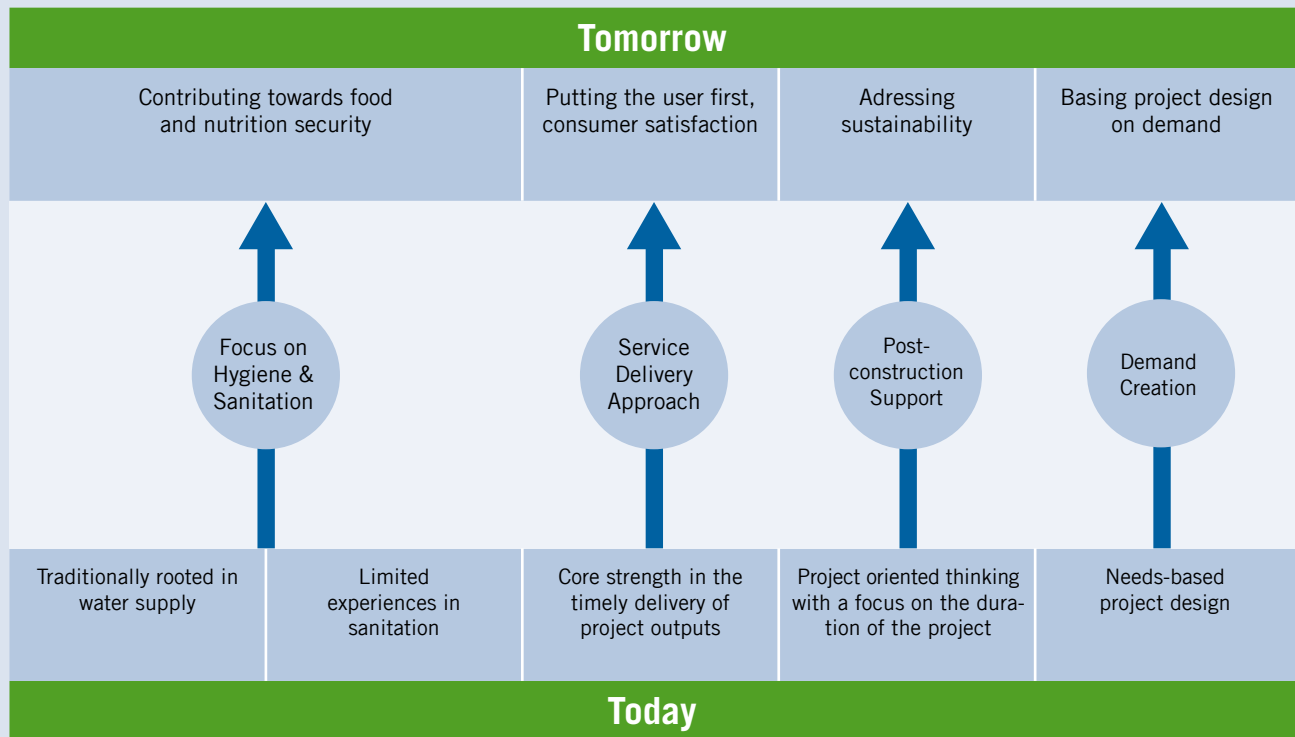 Tomorrow
Contributing towards food
and nutrition security
Putting the user first,
consumer satisfaction
Adressing
sustainability
Basing project design
on demand
Focus on
Hygiene &
Sanitation
Service
Delivery
Approach
Post-
construction
Support
Demand
Creation
Traditionally rooted in
water supply
Limited
experiences in
sanitation
Core strength in the
timely delivery of
project outputs
Project oriented thinking
with a focus on the dura-
tion of the project
Needs-based
project design
Today